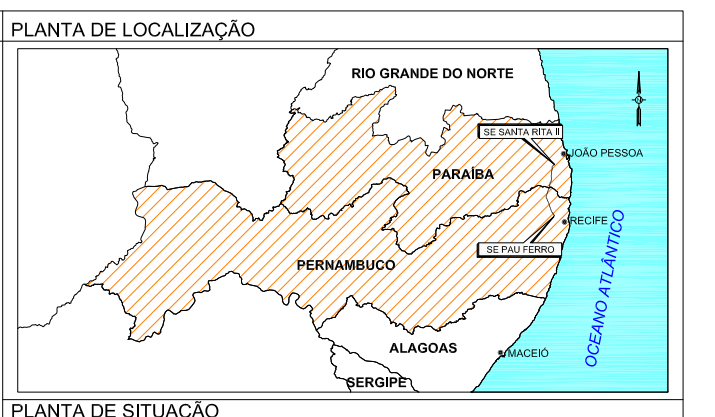 PLANTA DE LOCALIZAÇÃO
RIO GRANDE DO NORTE
SE SANTA RITA II
JOÃO PESSOA
PARAÍBA
RECIFE
SE PAU FERRO
PERNAMBUCO
OCEANO ATLÂNTICO
ALAGOAS
MACEIÓ
SERGIPE
PLANTA DE SITUAÇÃO